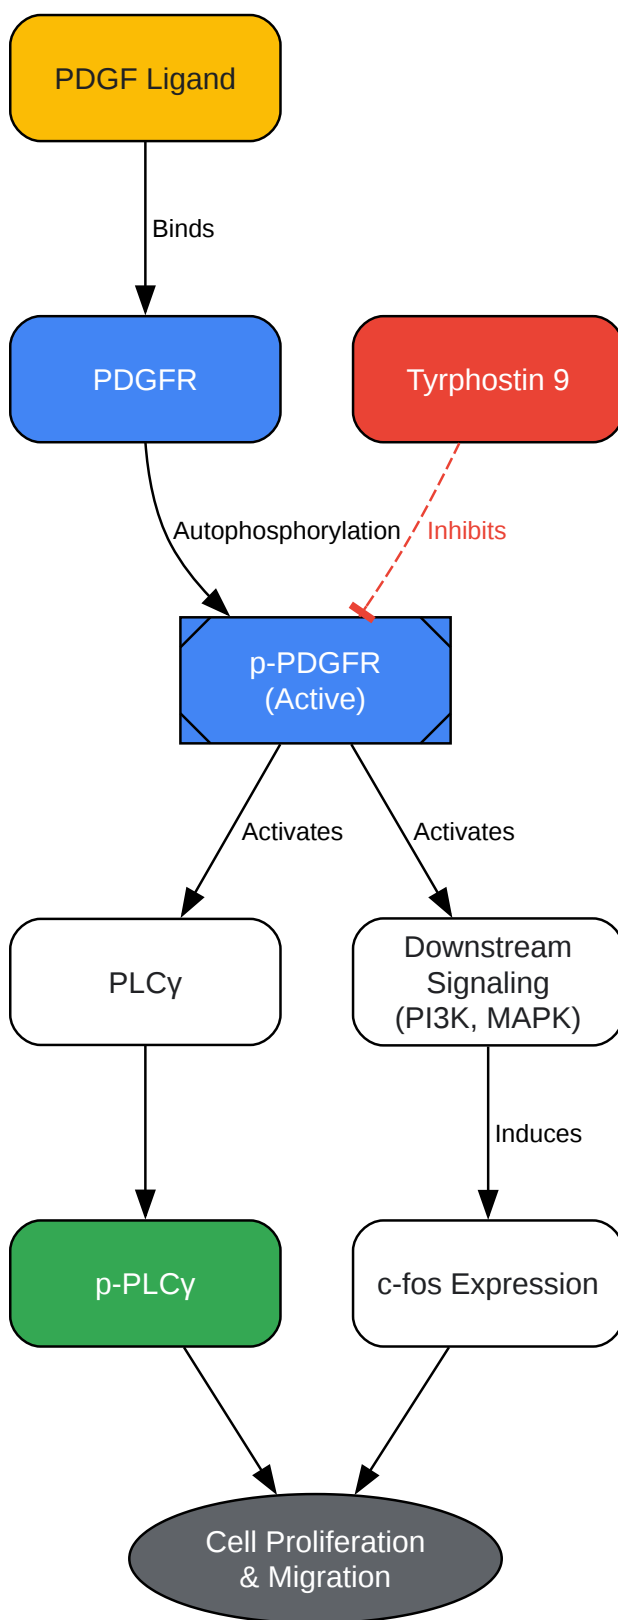 PDGF Ligand
Binds
PDGFR
Tyrphostin 9
Autophosphorylation
Inhibits
p-PDGFR
(Active)
Activates
Activates
PLCγ
Downstream
Signaling
(PI3K, MAPK)
Induces
p-PLCγ
c-fos Expression
Cell Proliferation
& Migration